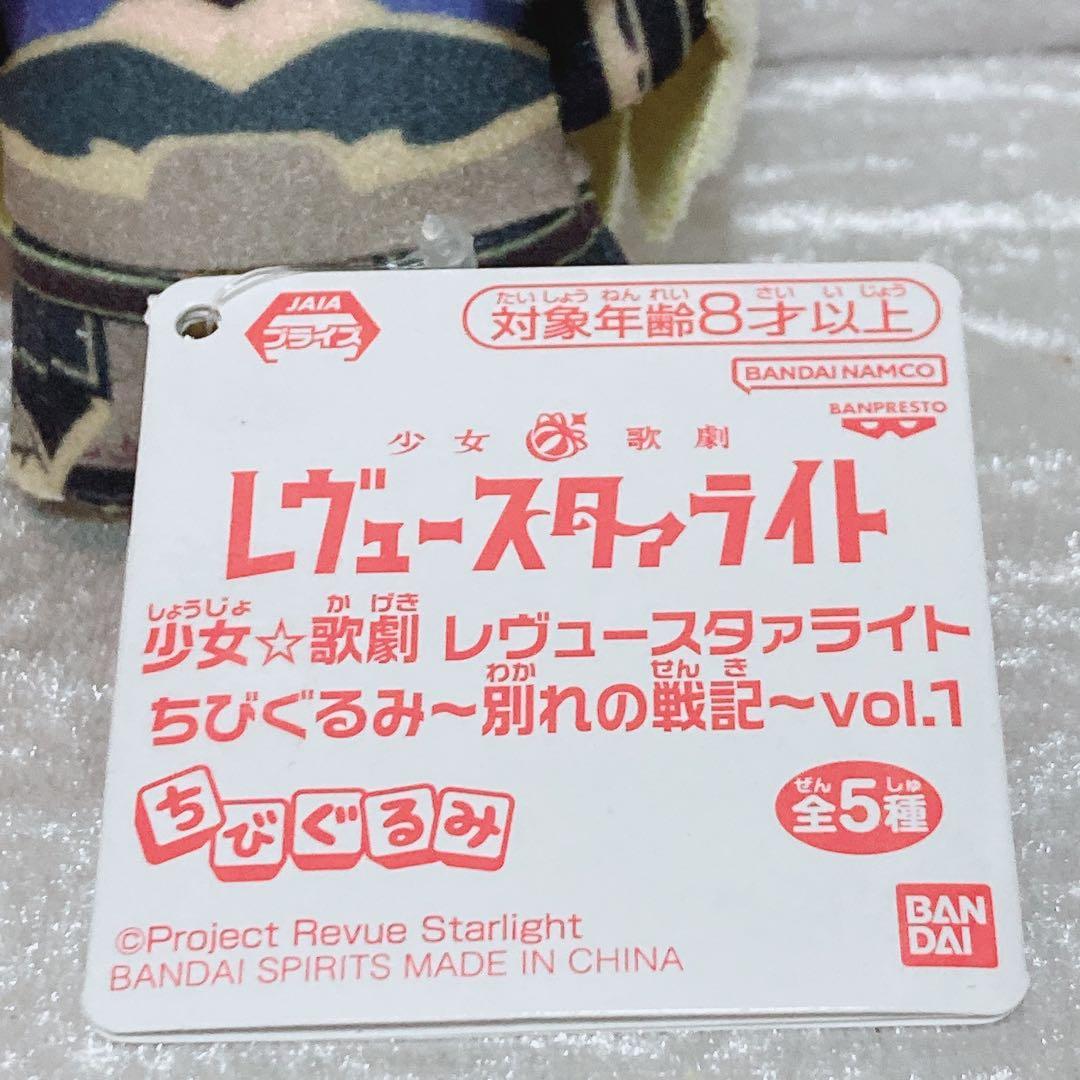 JAIA
プライズ
たいしょう ねん れい さい い じょう
対象年齢8才以上
BANDAI NAMCO
BANPRESTO
少女 歌劇
レヴュースタァライト
しょうじょ か げき
少女☆歌劇 レヴュースタァライト
わか せん き
ちびぐるみ～別れの戦記～vol.1
ちびぐるみ
ぜん しゅ
全5種
©Project Revue Starlight
BANDAI SPIRITS MADE IN CHINA
BAN
DAI